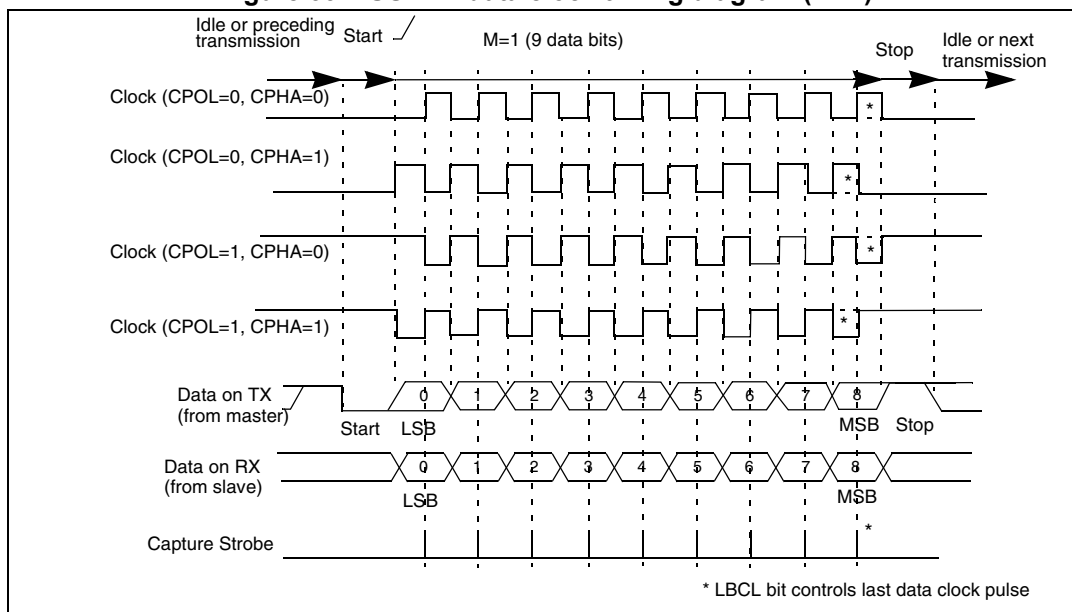 Idle or preceding
transmission
Start
M=1 (9 data bits)
Stop
Idle or next
transmission
Clock (CPOL=0, CPHA=0)
*
Clock (CPOL=0, CPHA=1)
*
Clock (CPOL=1, CPHA=0)
*
Clock (CPOL=1, CPHA=1)
*
Data on TX
(from master)
0 1 2 3 4 5 6 7 8
Start LSB MSB Stop
Data on RX
(from slave)
0 1 2 3 4 5 6 7 8
LSB MSB
Capture Strobe
*
* LBCL bit controls last data clock pulse